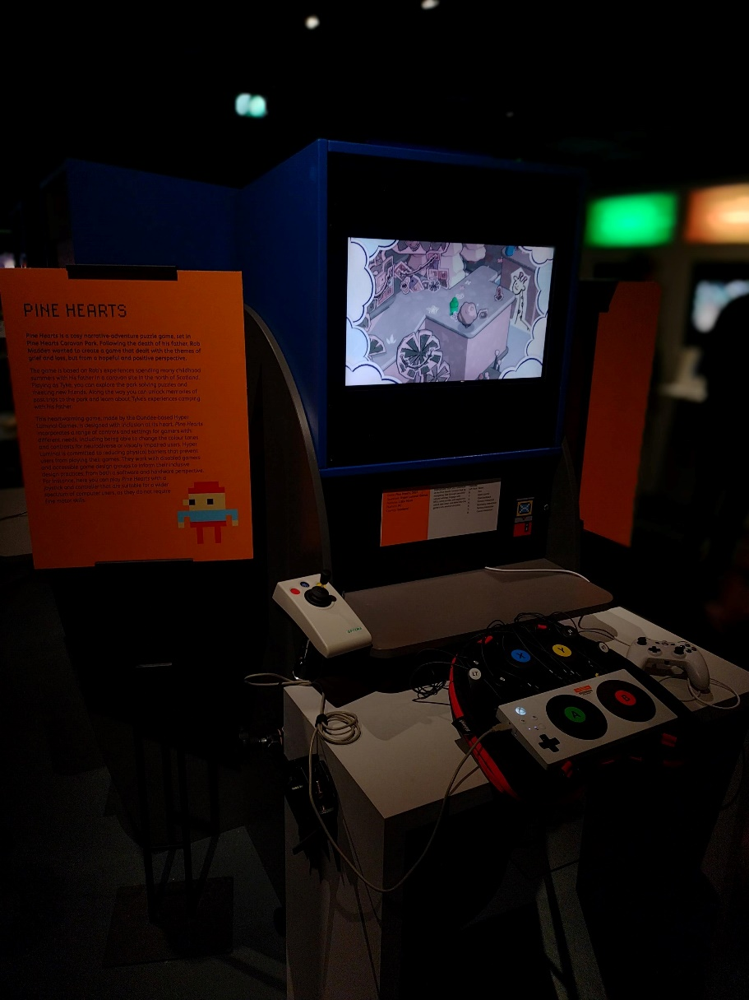 PINE HEARTS
Pine Hearts is a cosy narrative-adventure puzzle game, set in
Pine Hearts Caravan Park. Following the death of his father, Rob
Madden wanted to create a game that dealt with the themes of
grief and loss, but from a hopeful and positive perspective.
The game is based on Rob's experiences spending many childhood
summers with his father in a caravan site in the north of Scotland.
Playing as Tyke, you can explore the park solving puzzles and
meeting new friends. Along the way you can unlock memories of
past trips to the park and learn about Tyke's experiences camping
with his father.
This heartwarming game, made by the Dundee-based Hyper
Luminal Games, is designed with inclusion at its heart. Pine Hearts
incorporates a range of controls and settings for gamers with
different needs, including being able to change the colour tones
and contrasts for neurodiverse or visually impaired users. Hyper
Luminal is committed to reducing physical barriers that prevent
users from playing their games. They work with disabled gamers
and accessible game design groups to inform their inclusive
design practices from both a software and hardware perspective.
For instance, here you can play Pine Hearts with a
joystick and controller that are suitable for a wider
spectrum of computer users, as they do not require
fine motor skills.
OPTIMA
X
Y
LT
A
B